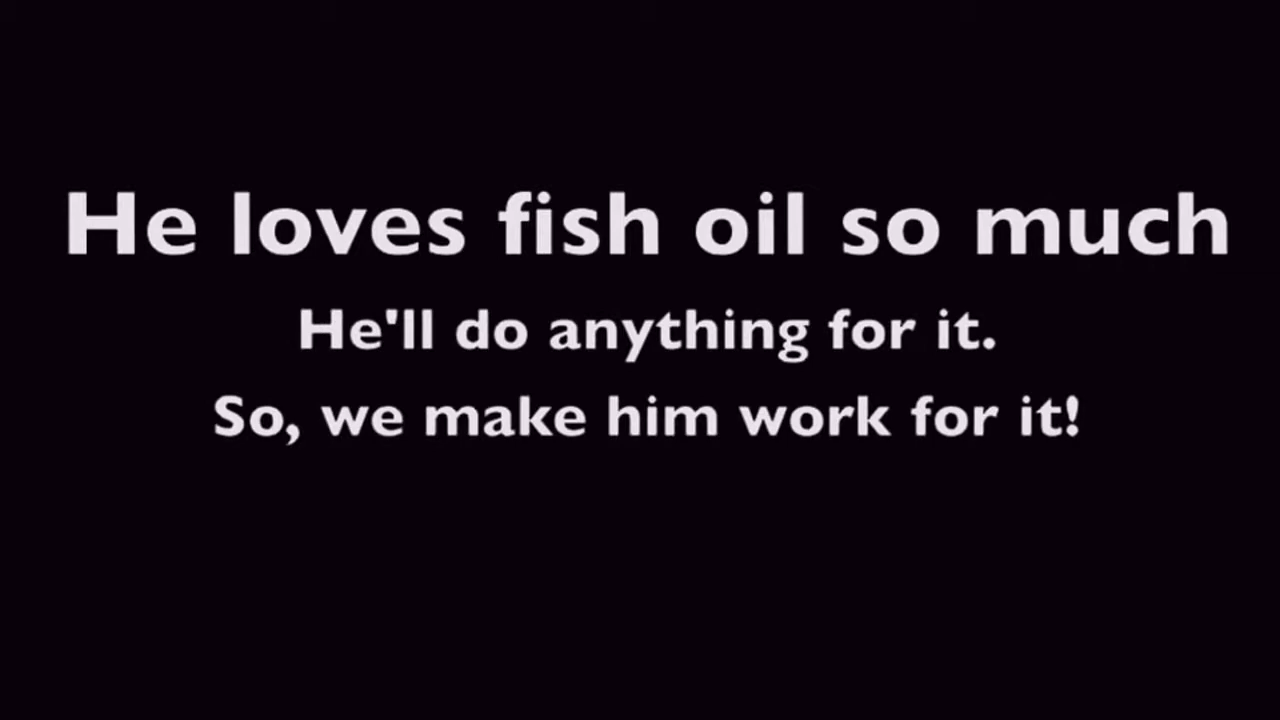 He loves fish oil so much
He'll do anything for it.
So, we make him work for it!